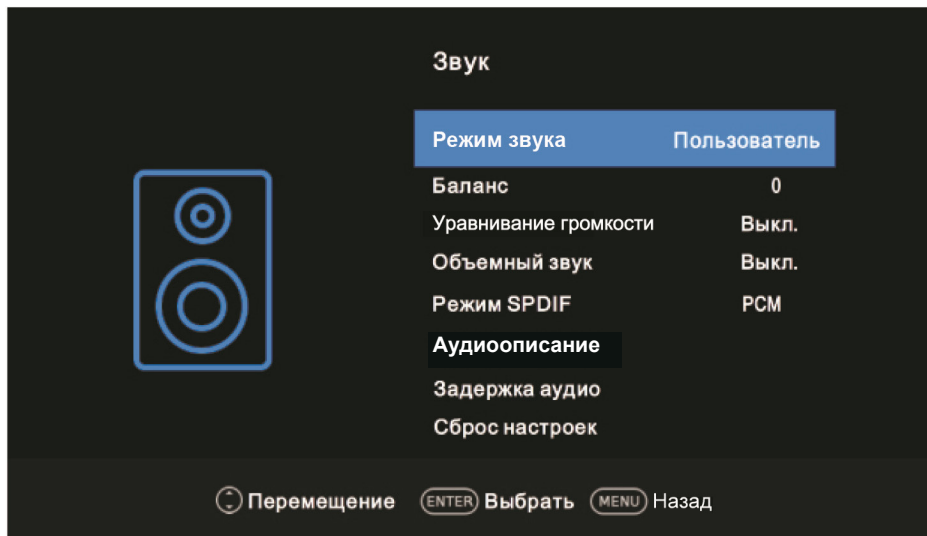 Звук
Режим звука Пользователь
Баланс 0
Уравнивание громкости Выкл.
Объемный звук Выкл.
Режим SPDIF PCM
Аудиоописание
Задержка аудио
Сброс настроек
Перемещение ENTER Выбрать MENU Назад